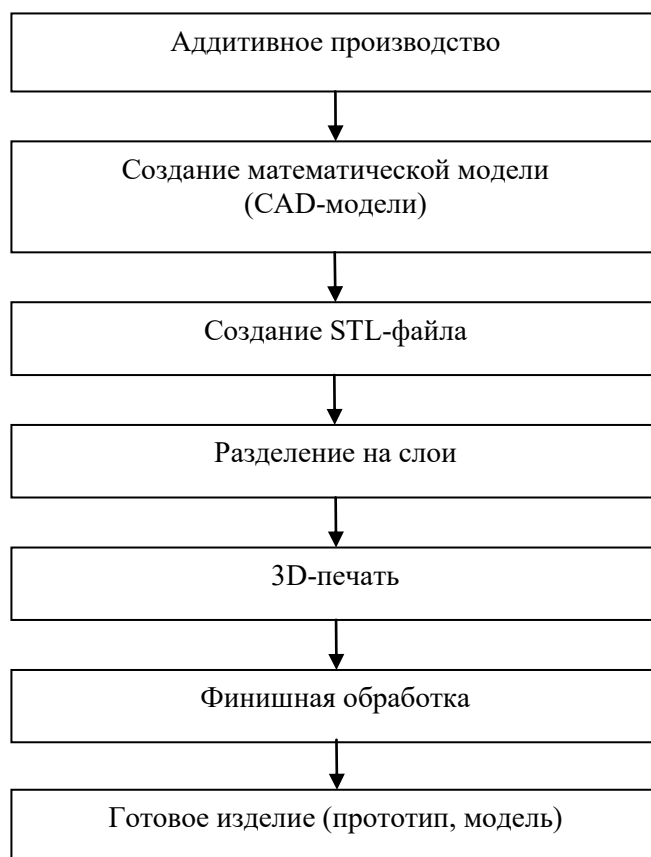 Аддитивное производство
Создание математической модели
(CAD-модели)
Создание STL-файла
Разделение на слои
3D-печать
Финишная обработка
Готовое изделие (прототип, модель)